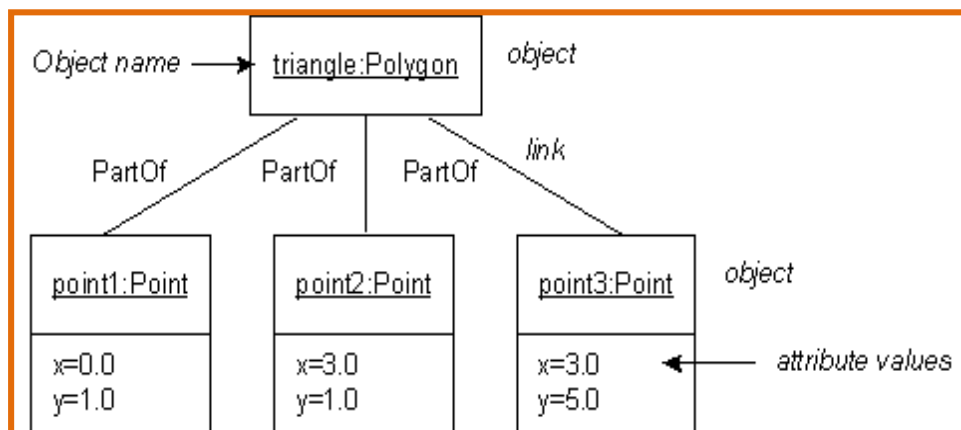 Object name
triangle:Polygon
object
PartOf
PartOf
PartOf
link
point1:Point
point2:Point
point3:Point
object
x=0.0
y=1.0
x=3.0
y=1.0
x=3.0
y=5.0
attribute values